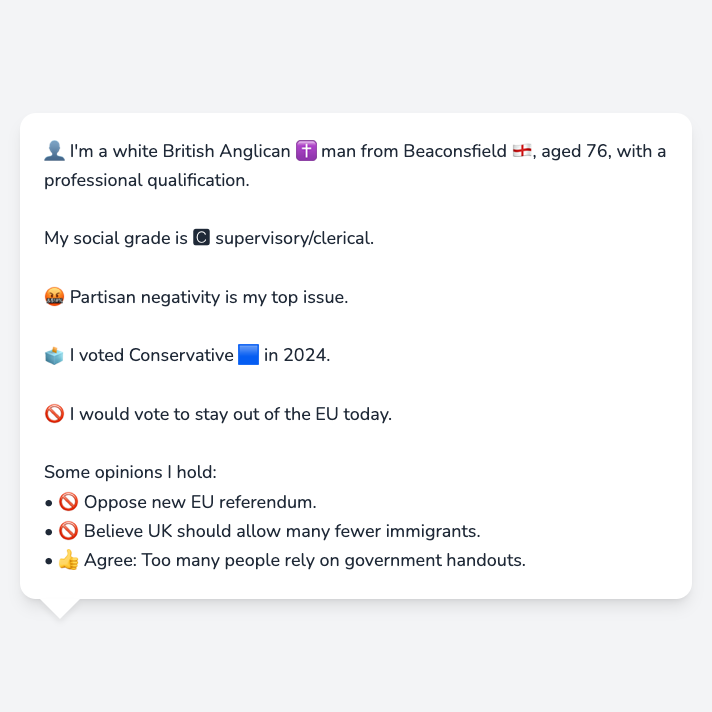 👤 I'm a white British Anglican ✝️ man from Beaconsfield 🏴󠁧󠁢󠁥󠁮󠁧󠁿, aged 76, with a
professional qualification.
My social grade is 🅲 supervisory/clerical.
🤬 Partisan negativity is my top issue.
🗳️ I voted Conservative 🟦 in 2024.
🚫 I would vote to stay out of the EU today.
Some opinions I hold:
• 🚫 Oppose new EU referendum.
• 🚫 Believe UK should allow many fewer immigrants.
• 👍 Agree: Too many people rely on government handouts.